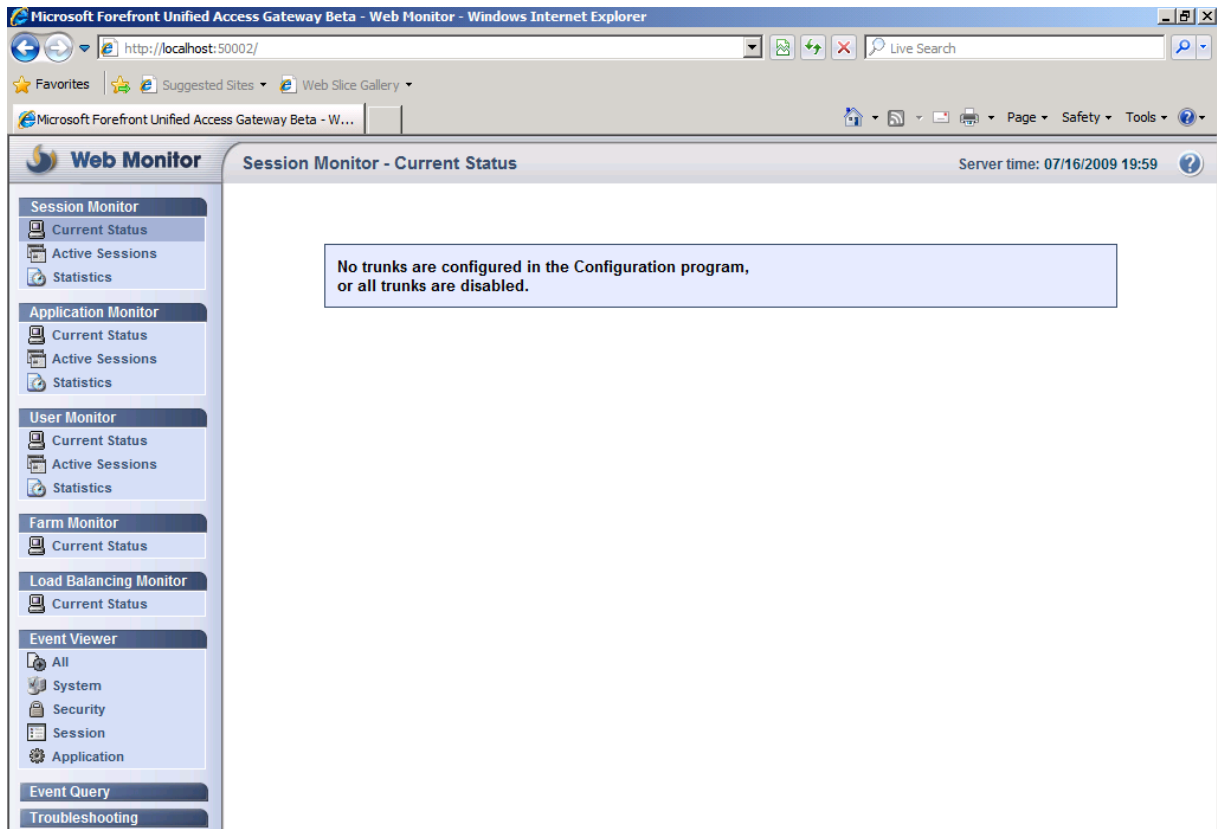 Microsoft Forefront Unified Access Gateway Beta - Web Monitor - Windows Internet Explorer
http://localhost:50002/
Live Search
Favorites
Suggested Sites
Web Slice Gallery
Microsoft Forefront Unified Access Gateway Beta - W...
Page
Safety
Tools
Web Monitor
Session Monitor - Current Status
Server time: 07/16/2009 19:59
Session Monitor
Current Status
Active Sessions
Statistics
Application Monitor
Current Status
Active Sessions
Statistics
User Monitor
Current Status
Active Sessions
Statistics
Farm Monitor
Current Status
Load Balancing Monitor
Current Status
Event Viewer
All
System
Security
Session
Application
Event Query
Troubleshooting
No trunks are configured in the Configuration program,
or all trunks are disabled.